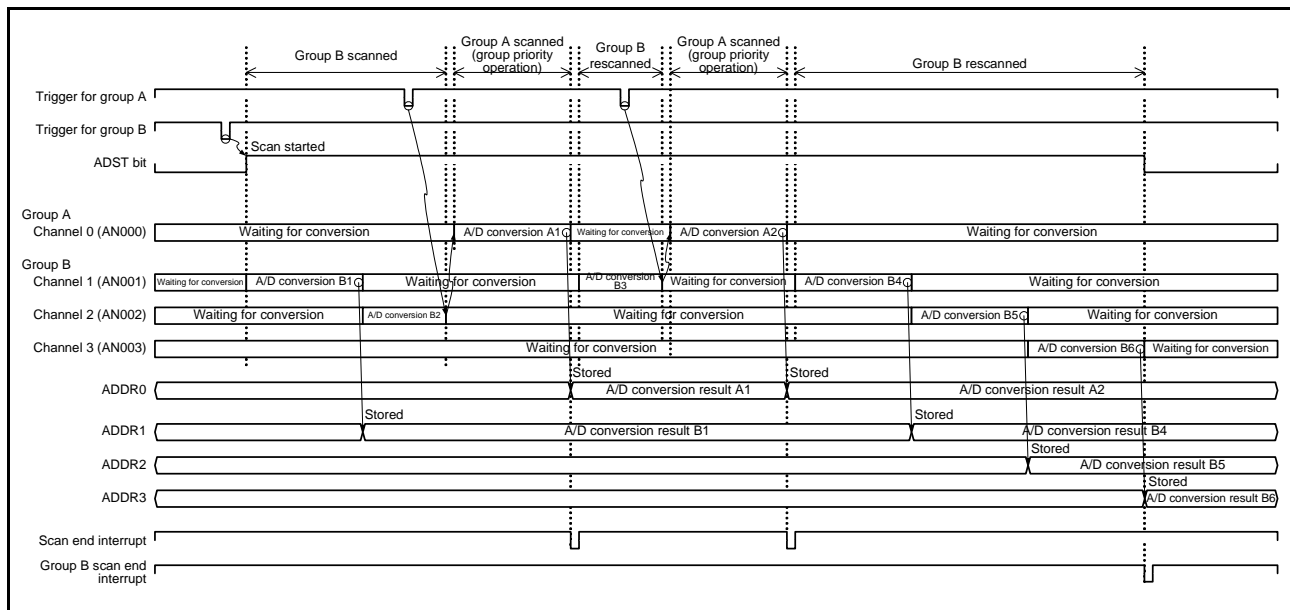 Group B scanned
Group A scanned
(group priority
operation)
Group B
rescanned
Group A scanned
(group priority
operation)
Group B rescanned
Trigger for group A
Trigger for group B
Scan started
ADST bit
Group A
Channel 0 (AN000)
Waiting for conversion
A/D conversion A1
Waiting for conversion
A/D conversion A2
Waiting for conversion
Group B
Channel 1 (AN001)
Waiting for conversion
A/D conversion B1
Waiting for conversion
A/D conversion
B3
Waiting for conversion
A/D conversion B4
Waiting for conversion
Channel 2 (AN002)
Waiting for conversion
A/D conversion B2
Waiting for conversion
A/D conversion B5
Waiting for conversion
Channel 3 (AN003)
Waiting for conversion
A/D conversion B6
Waiting for conversion
Stored
Stored
ADDR0
A/D conversion result A1
A/D conversion result A2
Stored
Stored
ADDR1
A/D conversion result B1
A/D conversion result B4
Stored
ADDR2
A/D conversion result B5
Stored
ADDR3
A/D conversion result B6
Scan end interrupt
Group B scan end
interrupt